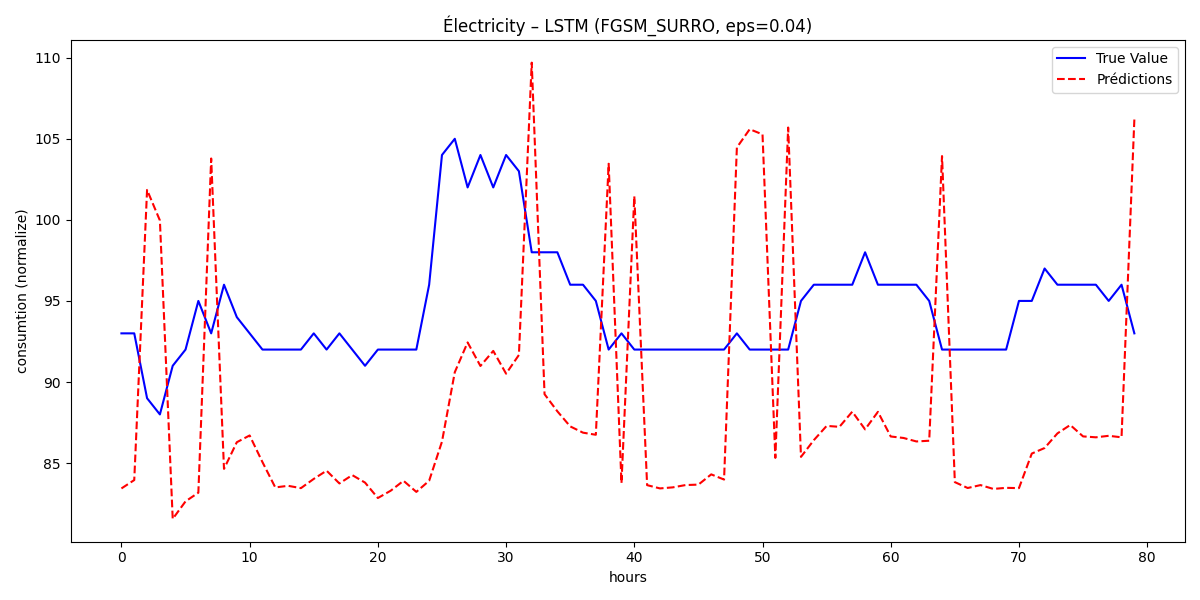 Électricity – LSTM (FGSM_SURRO, eps=0.04)
True Value
Prédictions
consumtion (normalize)
110
105
100
95
90
85
0 10 20 30 40 50 60 70 80
hours